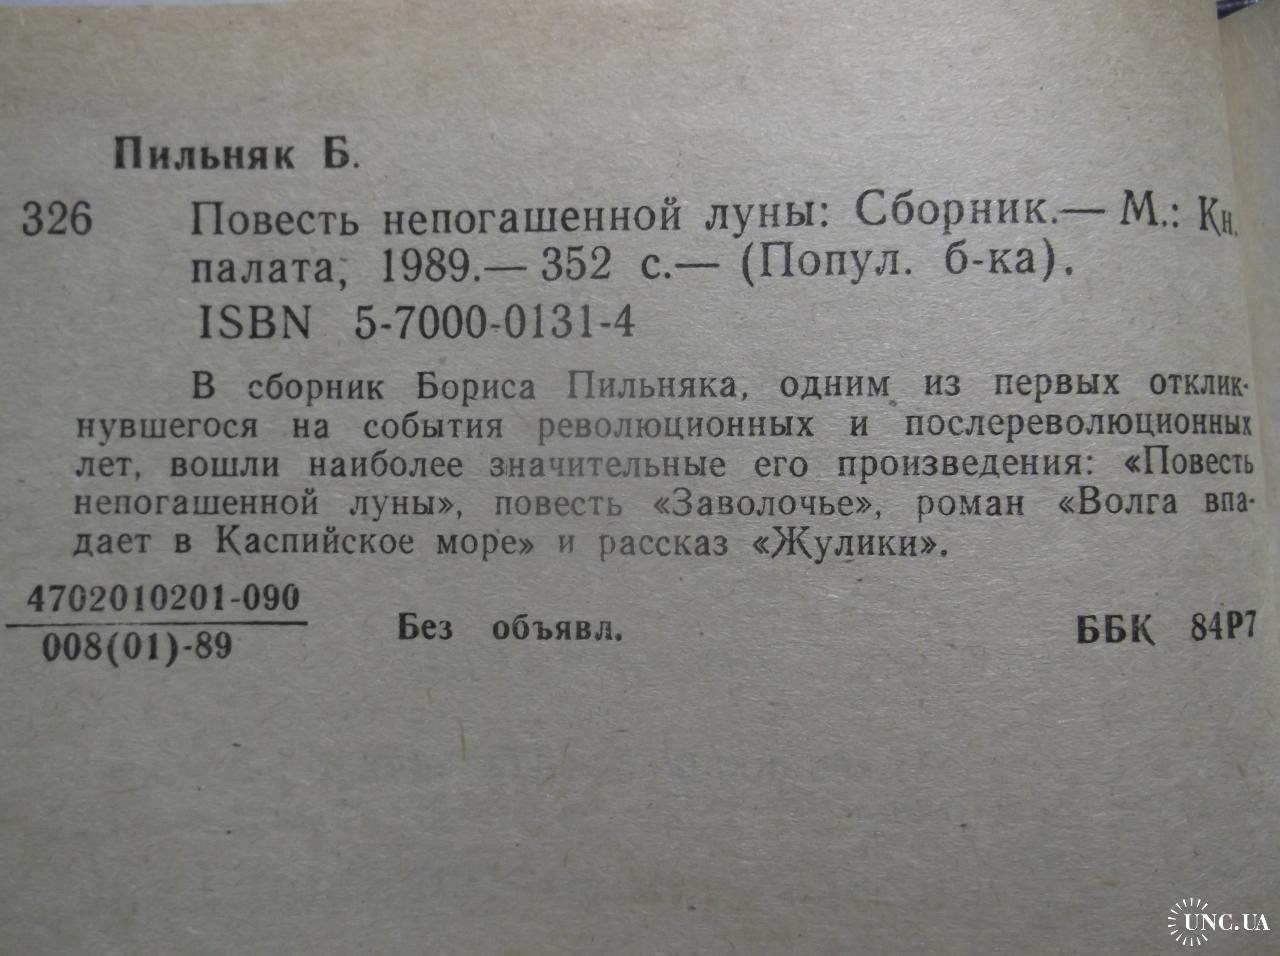 Пильняк Б.
326 Повесть непогашенной луны: Сборник.— М.: Кн.
палата, 1989.— 352 с.— (Попул. б-ка).
ISBN 5-7000-0131-4
В сборник Бориса Пильняка, одним из первых отклик-
нувшегося на события революционных и послереволюционных
лет, вошли наиболее значительные его произведения: «Повесть
непогашенной луны», повесть «Заволочье», роман «Волга впа-
дает в Каспийское море» и рассказ «Жулики».
4702010201-090
008(01)-89
Без объявл.
ББК 84Р7
UNC.UA